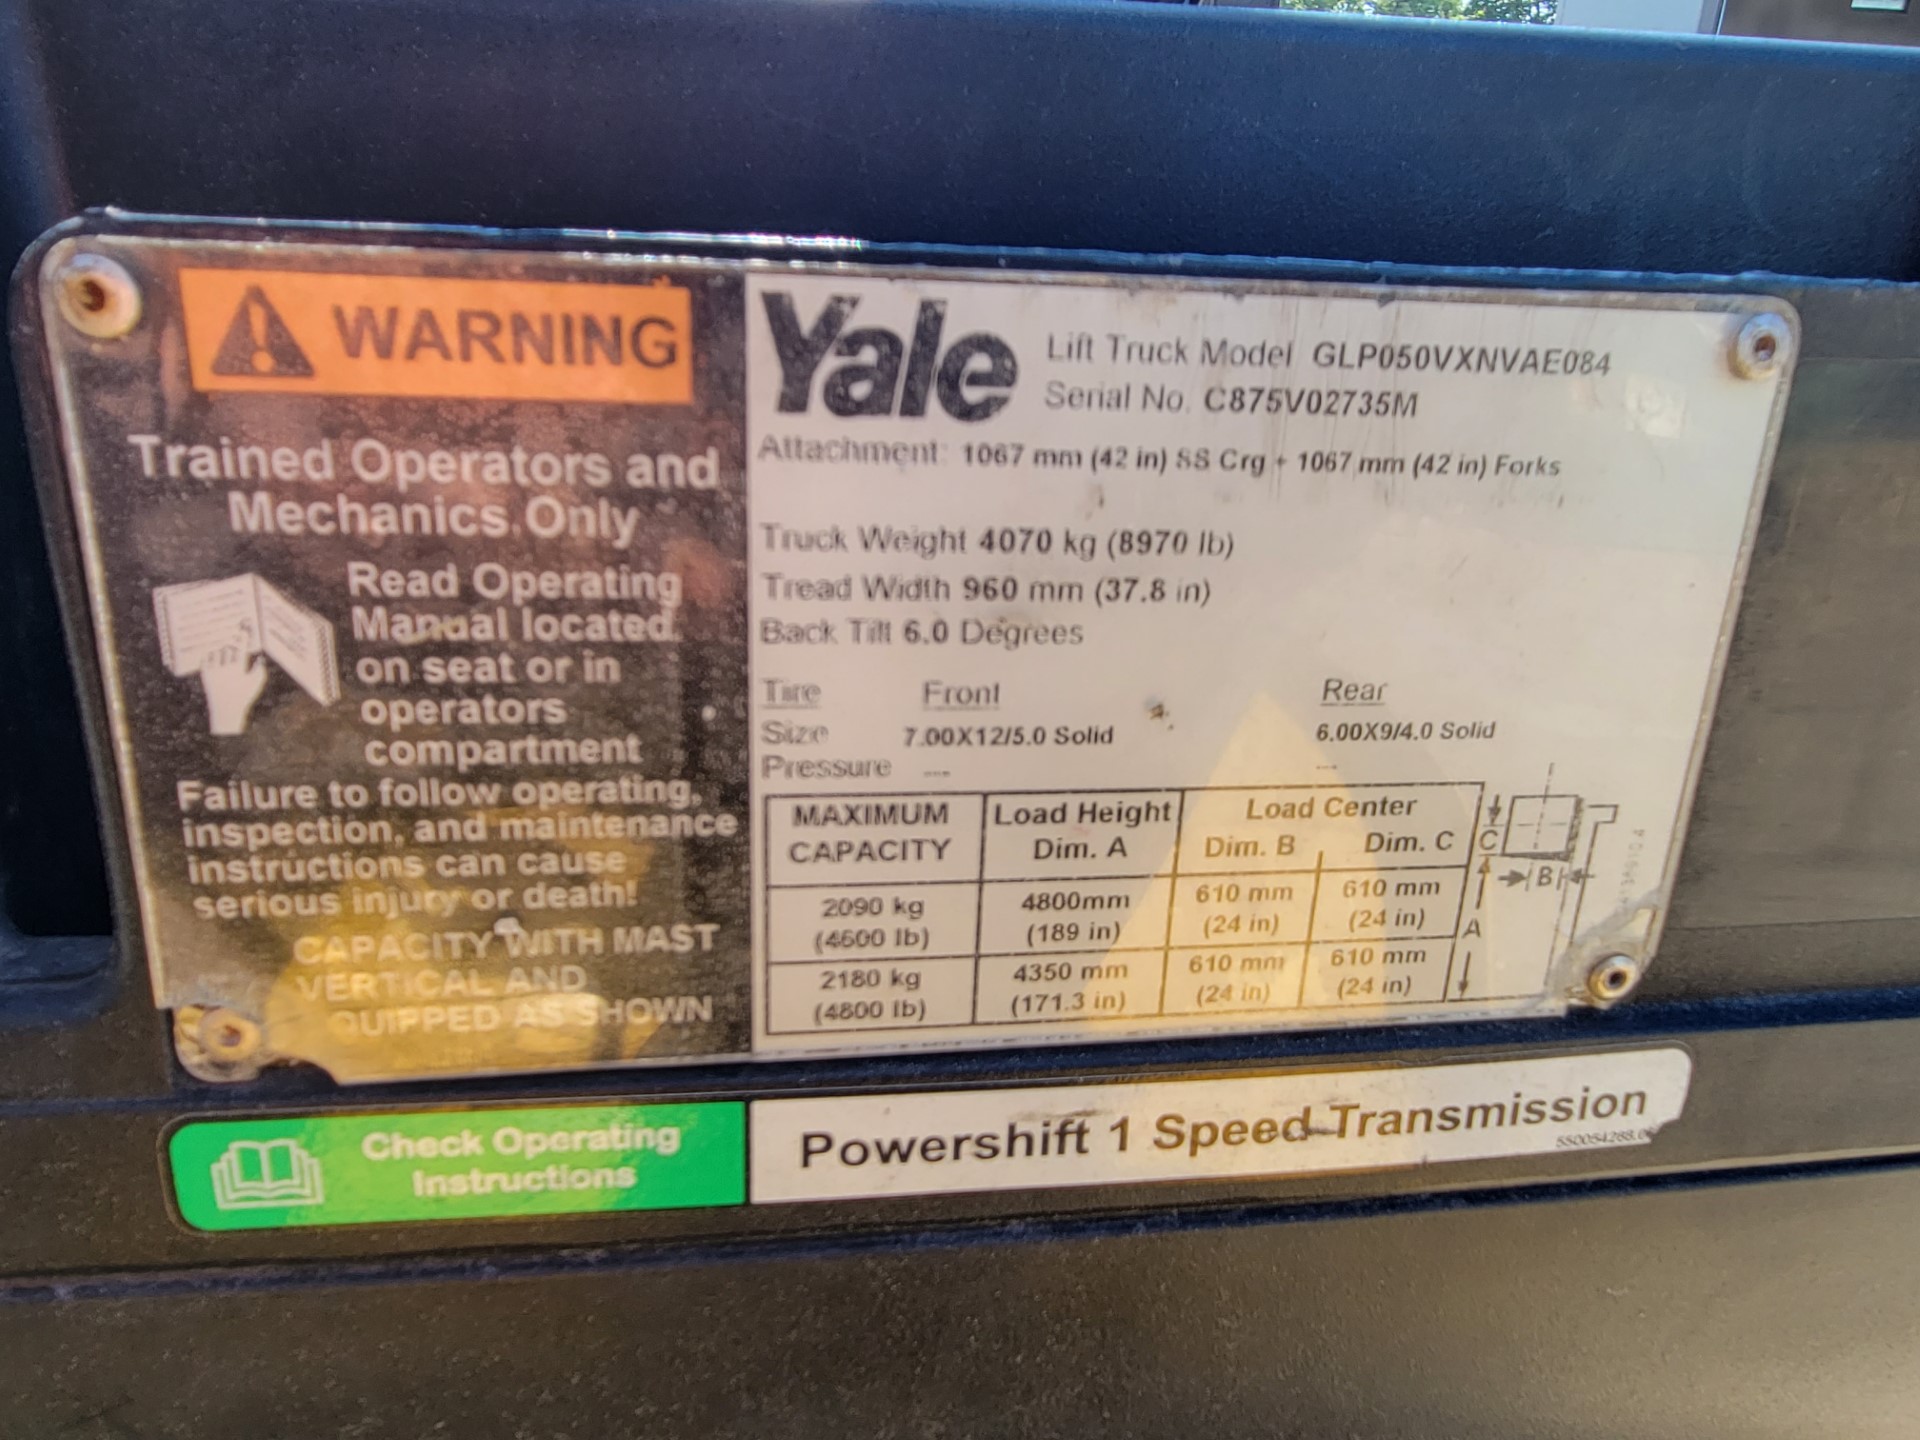 WARNING
Trained Operators and
Mechanics Only
Read Operating
Manual located
on seat or in
operators
compartment
Failure to follow operating,
inspection, and maintenance
instructions can cause
serious injury or death!
CAPACITY WITH MAST
VERTICAL AND
QUIPPED AS SHOWN
Yale
Lift Truck Model GLP050VXNVAE084
Serial No. C875V02735M
Attachment: 1067 mm (42 in) SS Crg + 1067 mm (42 in) Forks
Truck Weight 4070 kg (8970 lb)
Tread Width 960 mm (37.8 in)
Back Tilt 6.0 Degrees
Tire Front Rear
Size 7.00X12/5.0 Solid 6.00X9/4.0 Solid
Pressure --- ---
MAXIMUM Load Height Load Center
CAPACITY Dim. A Dim. B Dim. C
2090 kg 4800mm 610 mm 610 mm
(4600 lb) (189 in) (24 in) (24 in)
2180 kg 4350 mm 610 mm 610 mm
(4800 lb) (171.3 in) (24 in) (24 in)
C
B
A
Check Operating
Instructions
Powershift 1 Speed Transmission